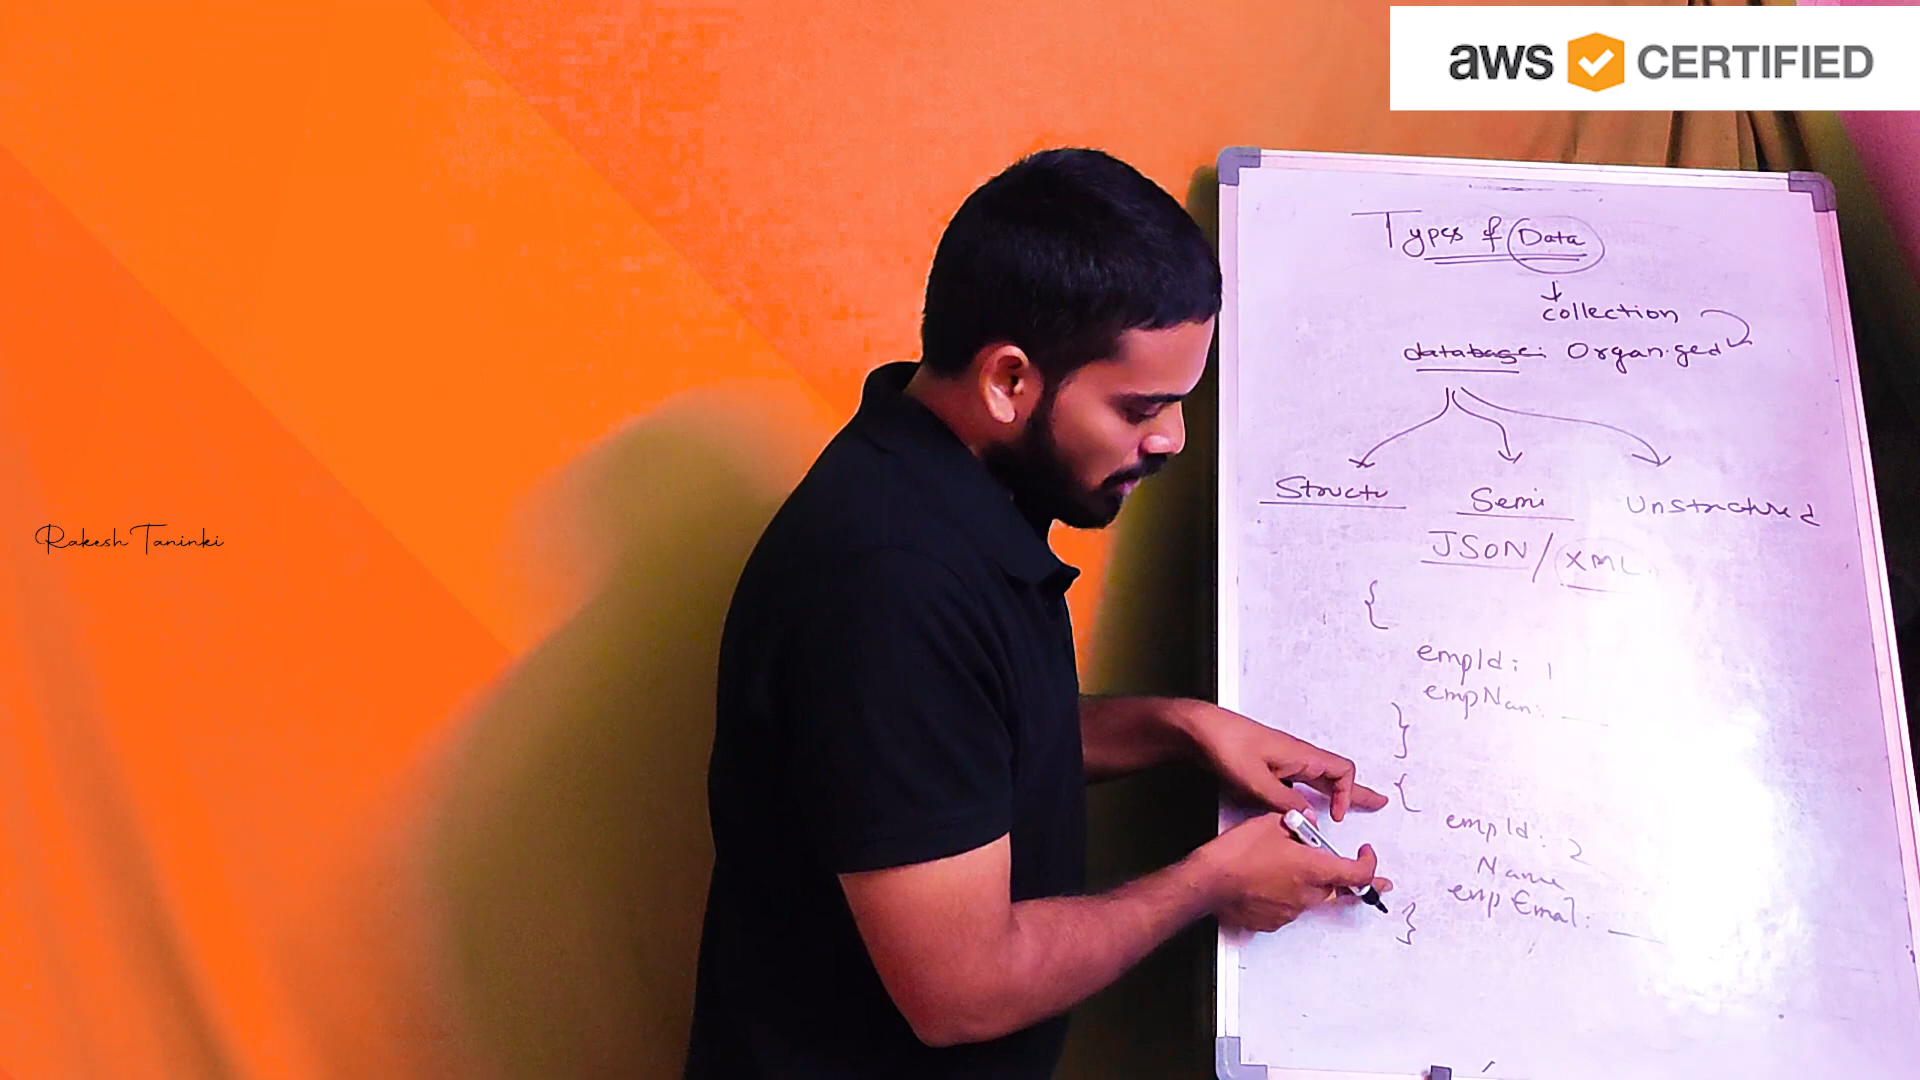 aws CERTIFIED
Types of Data
collection
database: Organized
Structu Semi Unstructured
JSON / XML
{
empId: 1
empNam:
}
{
empId: 2
Name
empEmal:
}
Rakesh Taninki